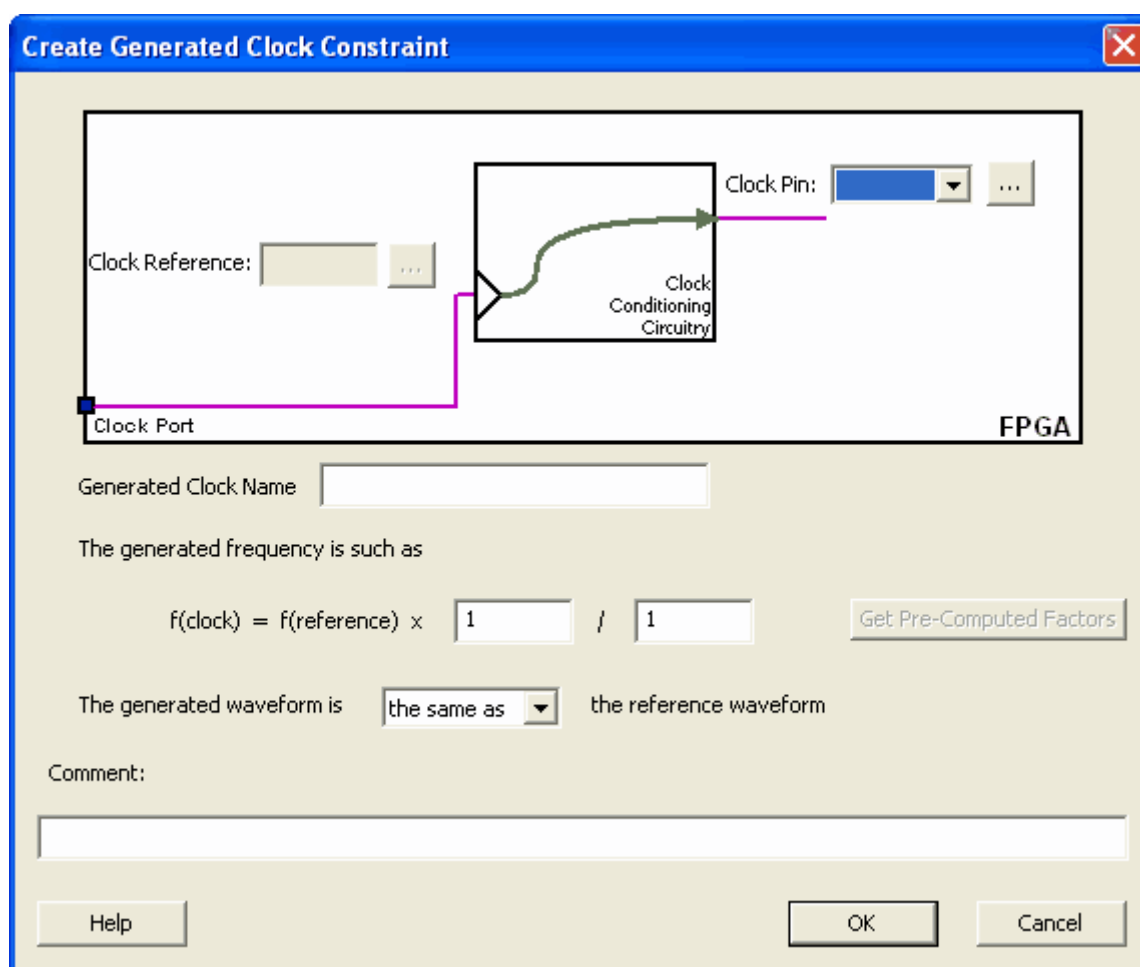 Create Generated Clock Constraint
Clock Pin:
...
Clock Reference:
...
Clock
Conditioning
Circuitry
Clock Port
FPGA
Generated Clock Name
The generated frequency is such as
f(clock) = f(reference) x 1 / 1 Get Pre-Computed Factors
The generated waveform is the same as the reference waveform
Comment:
Help OK Cancel